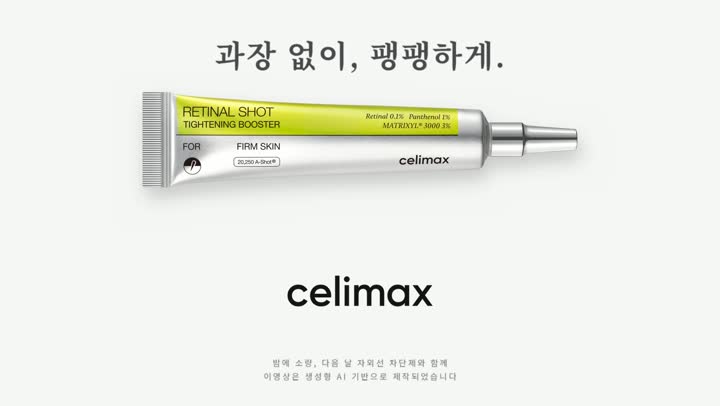 과장 없이, 팽팽하게.
RETINAL SHOT
TIGHTENING BOOSTER
Retinal 0.1% Panthenol 1%
MATRIXYL® 3000 3%
FOR FIRM SKIN
20,250 A-Shot®
celimax
celimax
밤에 소량, 다음 날 자외선 차단제와 함께
이영상은 생성형 AI 기반으로 제작되었습니다